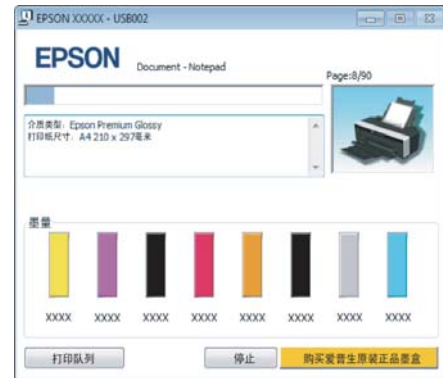 EPSON XXXXX - USB002
EPSON
Document - Notepad
Page:8/90
介质类型: Epson Premium Glossy
打印纸尺寸: A4 210 x 297毫米
墨量
XXXX XXXX XXXX XXXX XXXX XXXX XXXX XXXX
打印队列 停止 购买爱普生原装正品墨盒